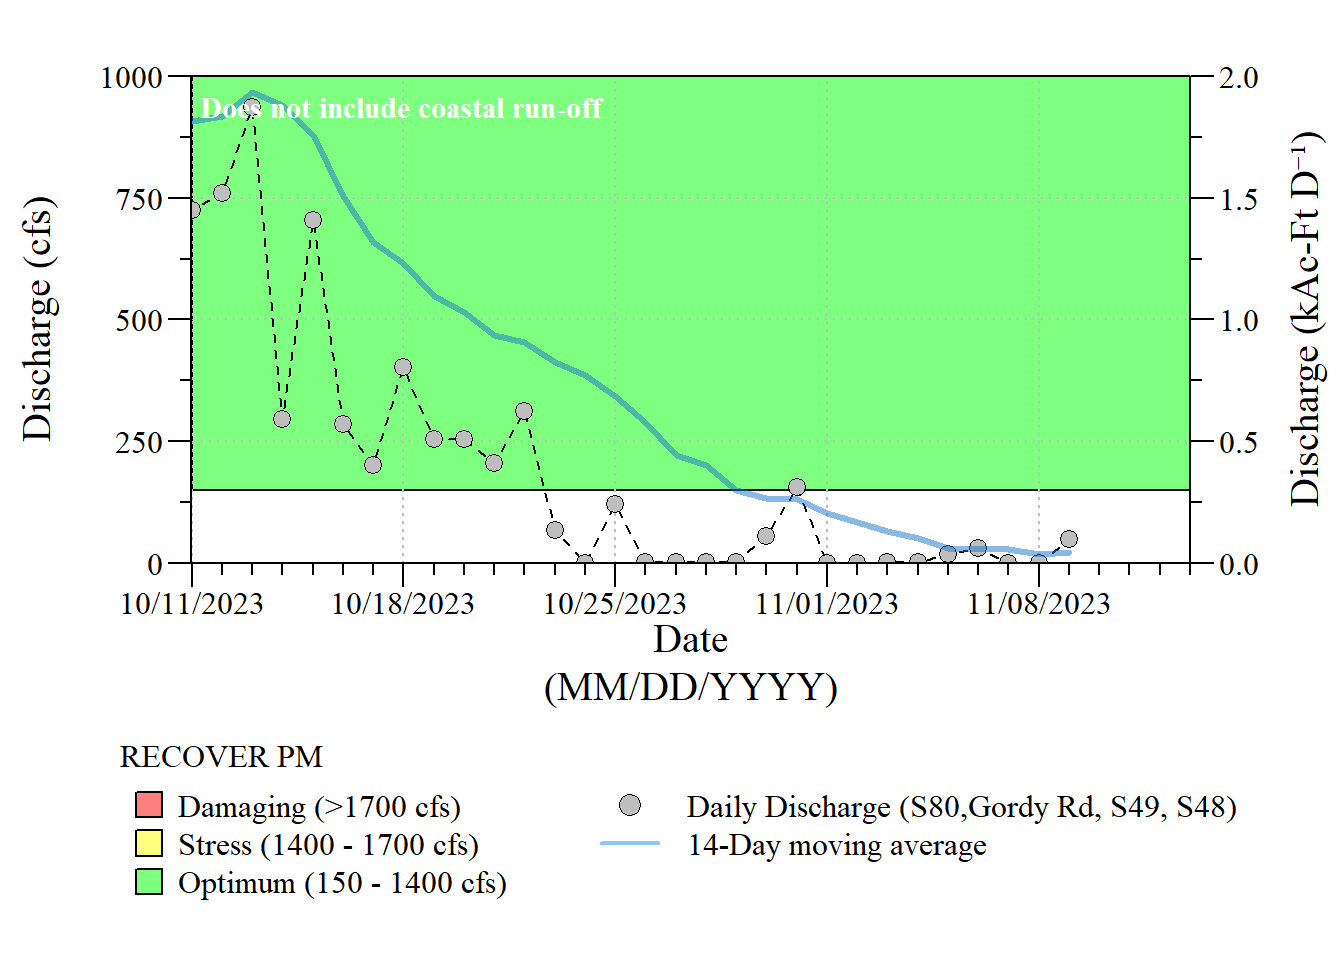 1000
750
500
250
0
Discharge (cfs)
Does not include coastal run-off
2.0
1.5
1.0
0.5
0.0
Discharge (kAc-Ft D⁻¹)
10/11/2023
10/18/2023
10/25/2023
11/01/2023
11/08/2023
Date
(MM/DD/YYYY)
RECOVER PM
Damaging (>1700 cfs)
Stress (1400 - 1700 cfs)
Optimum (150 - 1400 cfs)
Daily Discharge (S80,Gordy Rd, S49, S48)
14-Day moving average